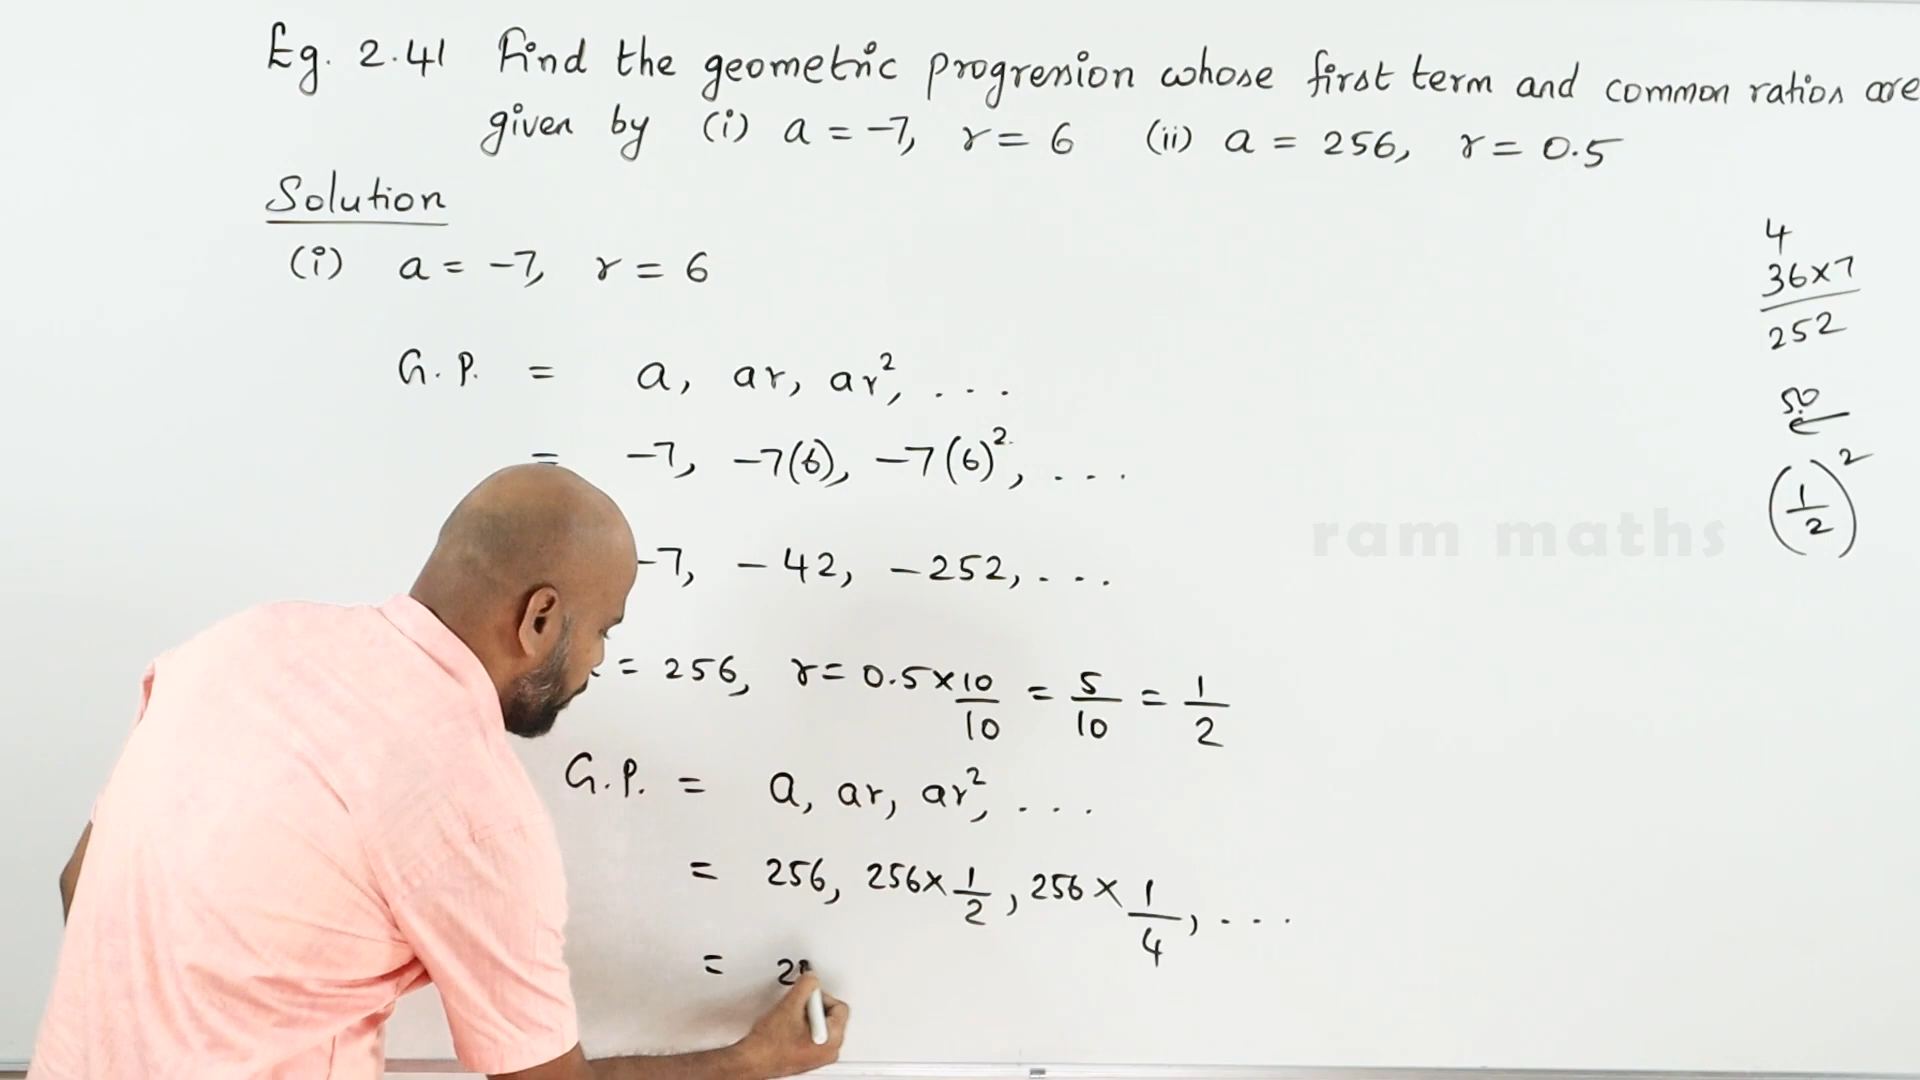 Eg. 2.41 Find the geometric progression whose first term and common ratios are
given by (i) a = -7, r = 6 (ii) a = 256, r = 0.5
Solution
(i) a = -7, r = 6
G.P. = a, ar, ar², ...
= -7, -7(6), -7(6)², ...
-7, -42, -252, ...
= 256, r = 0.5 × 10/10 = 5/10 = 1/2
G.P. = a, ar, ar², ...
= 256, 256 × 1/2, 256 × 1/4, ...
= 2
4
36×7
252
(1/2)²
ram maths